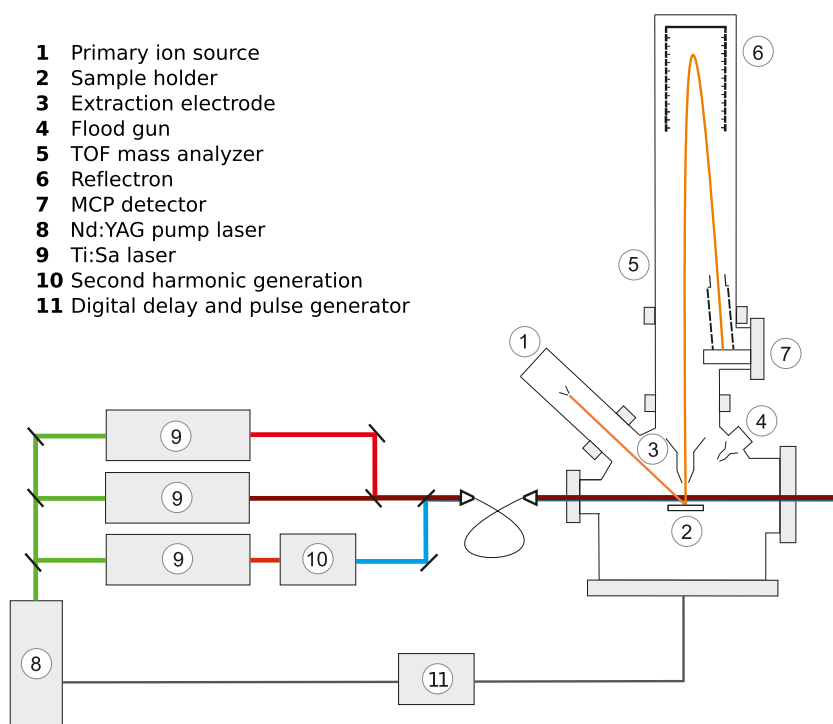 1 Primary ion source
2 Sample holder
3 Extraction electrode
4 Flood gun
5 TOF mass analyzer
6 Reflectron
7 MCP detector
8 Nd:YAG pump laser
9 Ti:Sa laser
10 Second harmonic generation
11 Digital delay and pulse generator
6
5
1
7
4
3
9
9
2
9
10
8
11